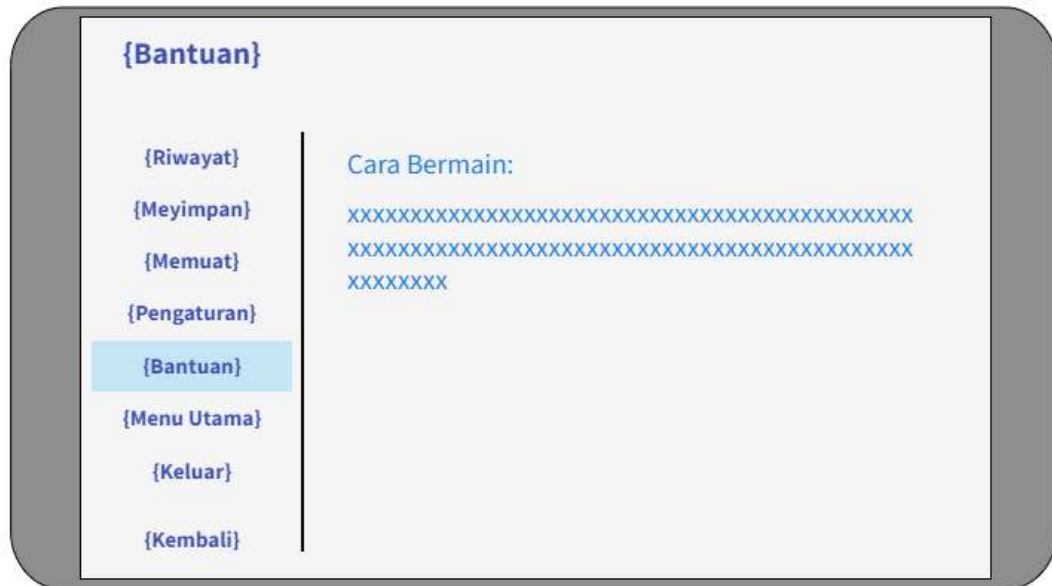 {Bantuan}
{Riwayat}
{Meyimpan}
{Memuat}
{Pengaturan}
{Bantuan}
{Menu Utama}
{Keluar}
{Kembali}
Cara Bermain:
xxxxxxxxxxxxxxxxxxxxxxxxxxxxxxxxxxxxxxxxxxxxx
xxxxxxxxxxxxxxxxxxxxxxxxxxxxxxxxxxxxxxxxxxxxx
xxxxxxxx